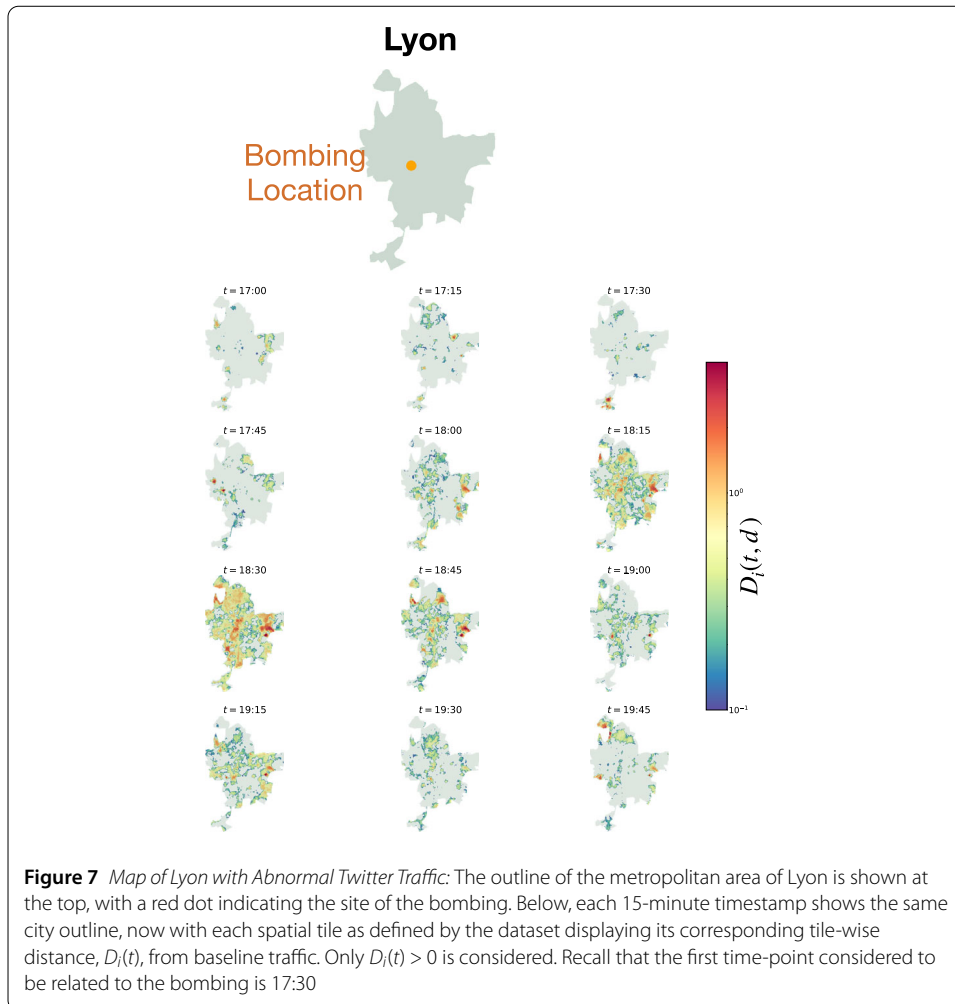 Lyon
Bombing
Location
t = 17:00
t = 17:15
t = 17:30
t = 17:45
t = 18:00
t = 18:15
t = 18:30
t = 18:45
t = 19:00
t = 19:15
t = 19:30
t = 19:45
10⁰
10⁻¹
Dᵢ(t, d)
Figure 7 Map of Lyon with Abnormal Twitter Traffic: The outline of the metropolitan area of Lyon is shown at
the top, with a red dot indicating the site of the bombing. Below, each 15-minute timestamp shows the same
city outline, now with each spatial tile as defined by the dataset displaying its corresponding tile-wise
distance, Dᵢ(t), from baseline traffic. Only Dᵢ(t) > 0 is considered. Recall that the first time-point considered to
be related to the bombing is 17:30